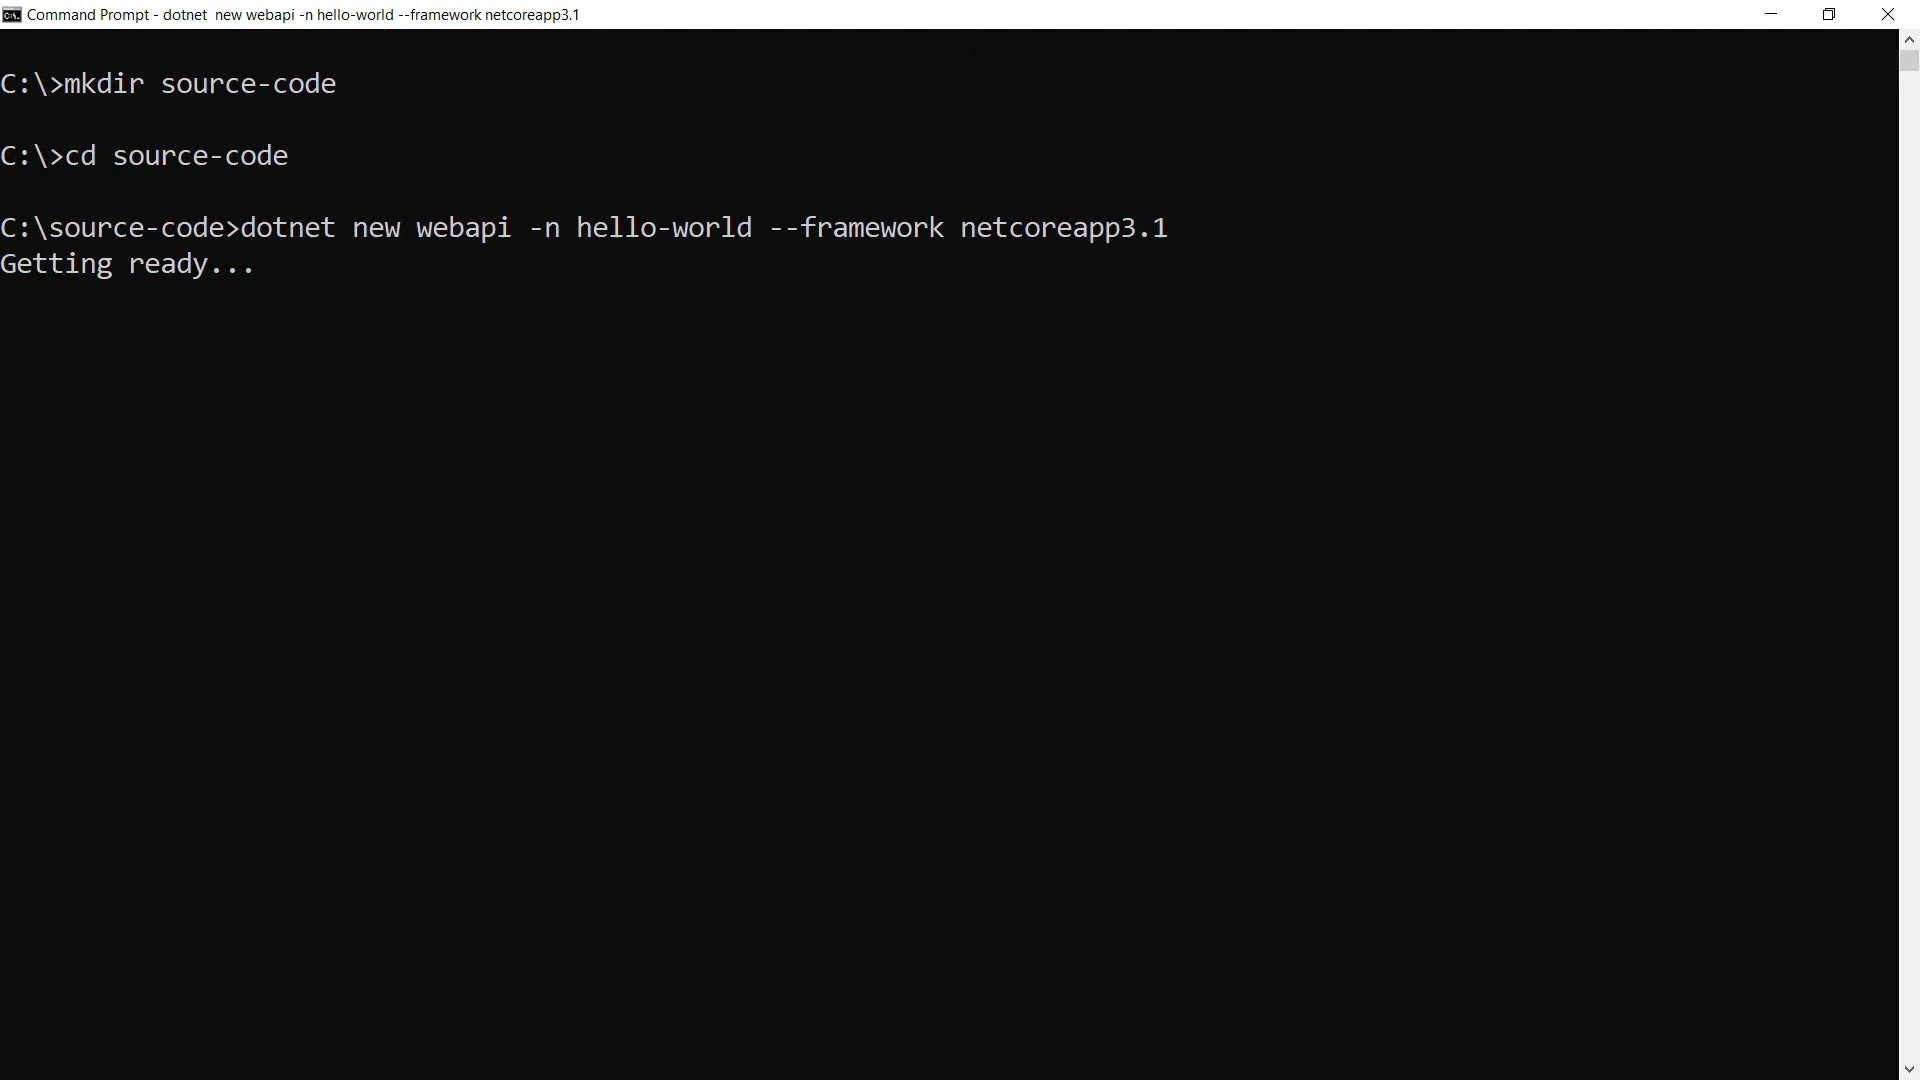 Command Prompt - dotnet  new webapi -n hello-world --framework netcoreapp3.1
C:\>mkdir source-code
C:\>cd source-code
C:\source-code>dotnet new webapi -n hello-world --framework netcoreapp3.1
Getting ready...